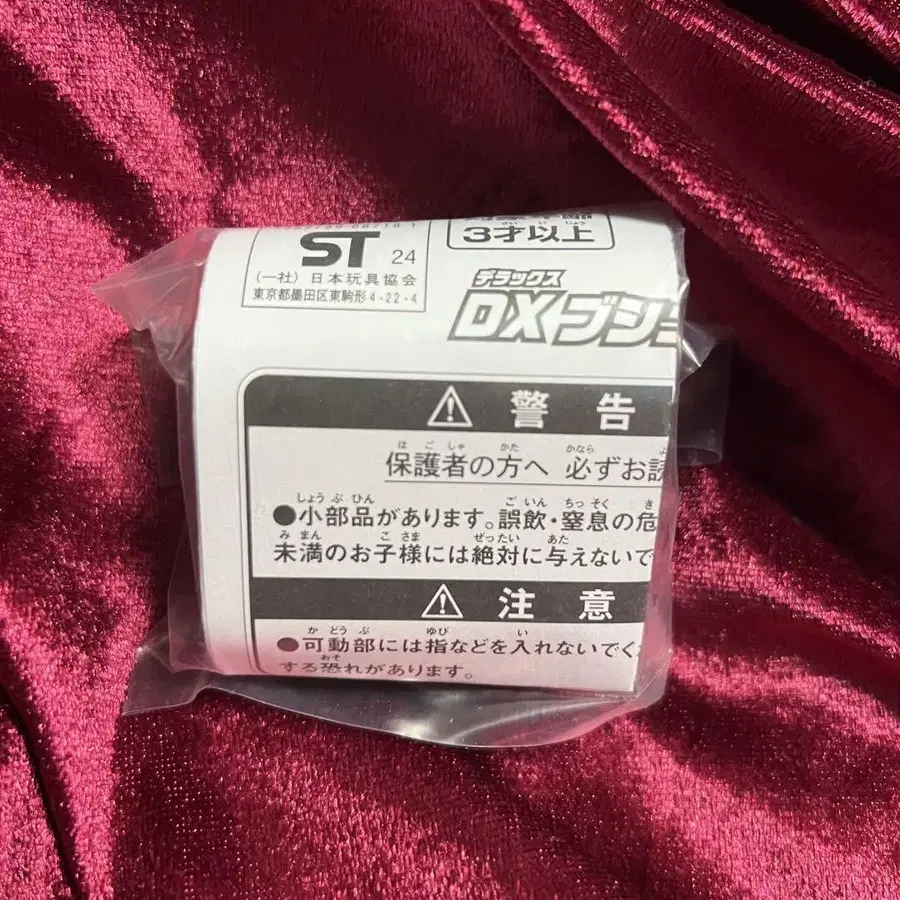 ST 24
(一社) 日本玩具協会
東京都墨田区東駒形4-22-4
3才以上
デラックス
DXブジ
警告
保護者の方へ 必ずお
●小部品があります。誤飲・窒息の危
未満のお子様には絶対に与えないで
注意
●可動部には指などを入れないでく
する恐れがあります。